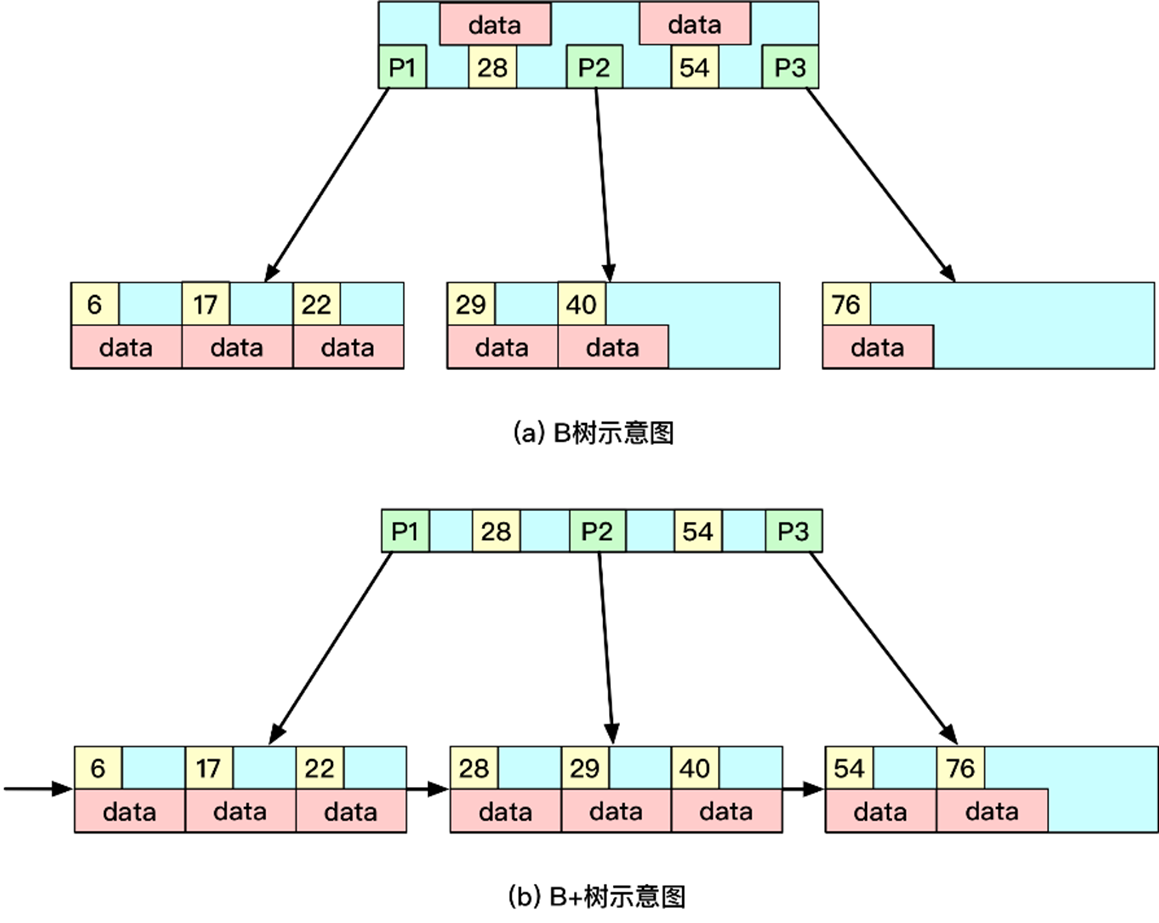 data data
P1 28 P2 54 P3
6 17 22 29 40 76
data data data data data data
(a) B树示意图
P1 28 P2 54 P3
6 17 22 28 29 40 54 76
data data data data data data data data
(b) B+树示意图